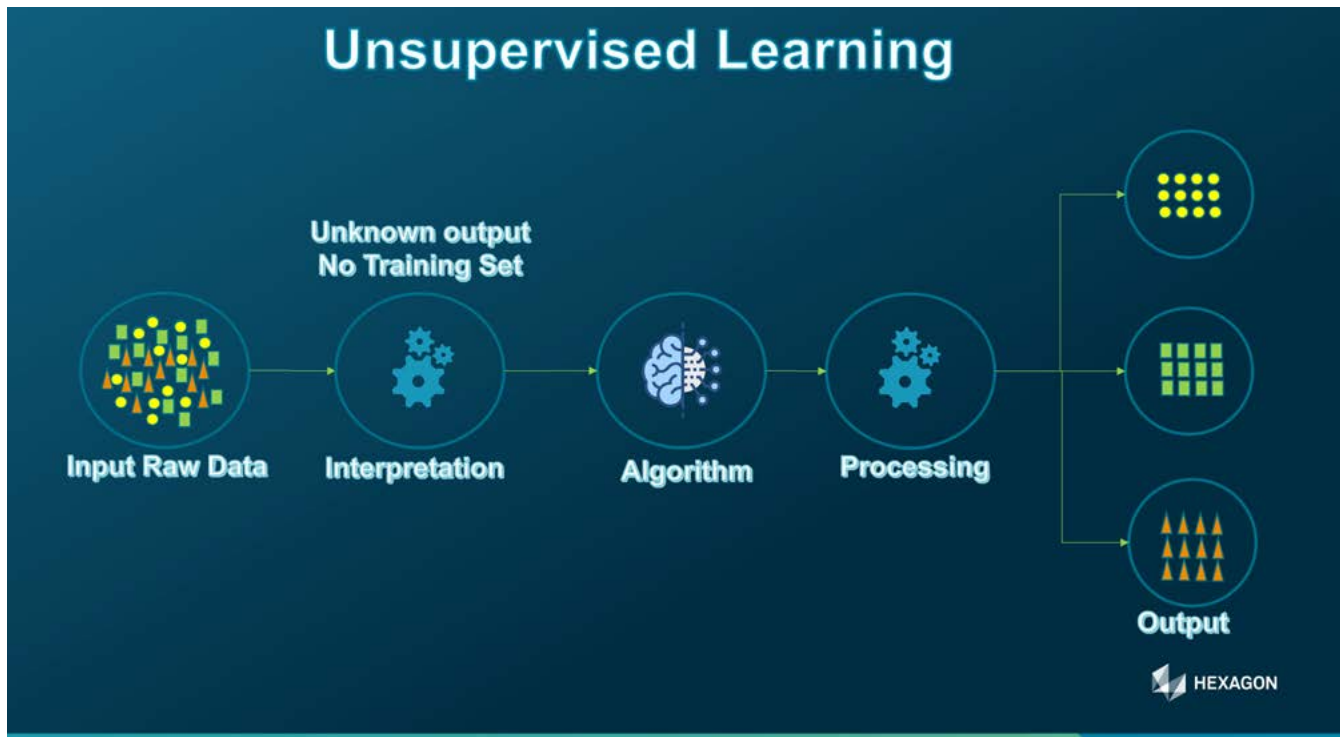 Unsupervised Learning
Unknown output
No Training Set
Input Raw Data
Interpretation
Algorithm
Processing
Output
HEXAGON